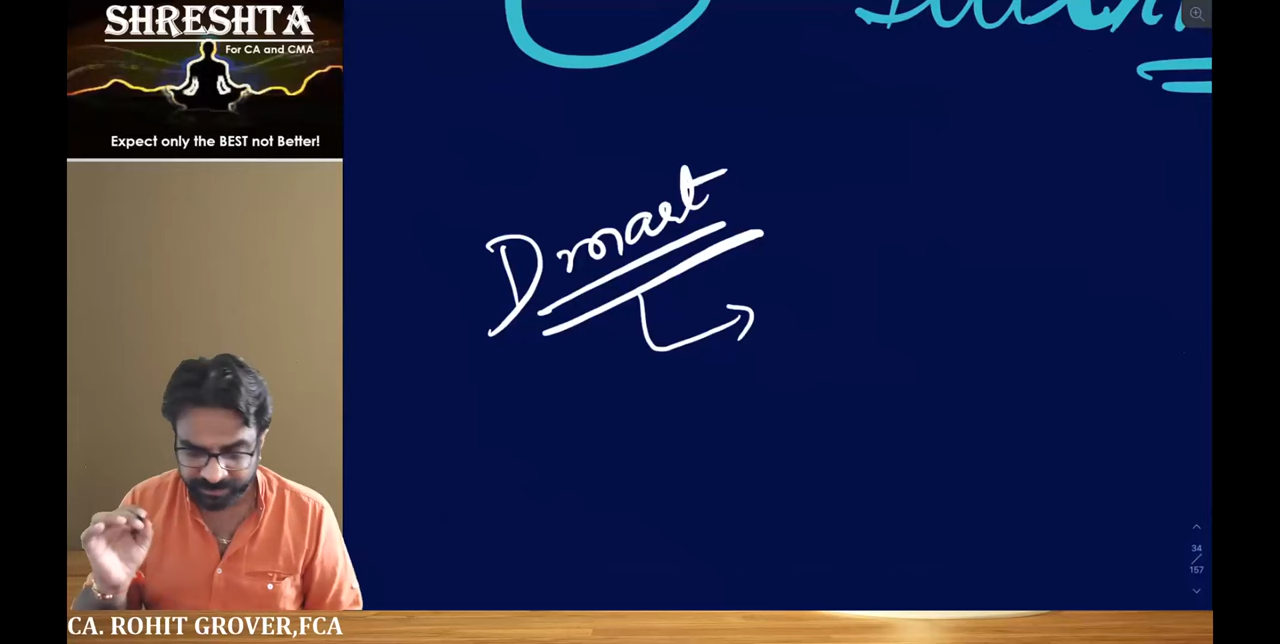 SHRESHTA
For CA and CMA
Expect only the BEST not Better!
Dmart
34
/
157
CA. ROHIT GROVER,FCA